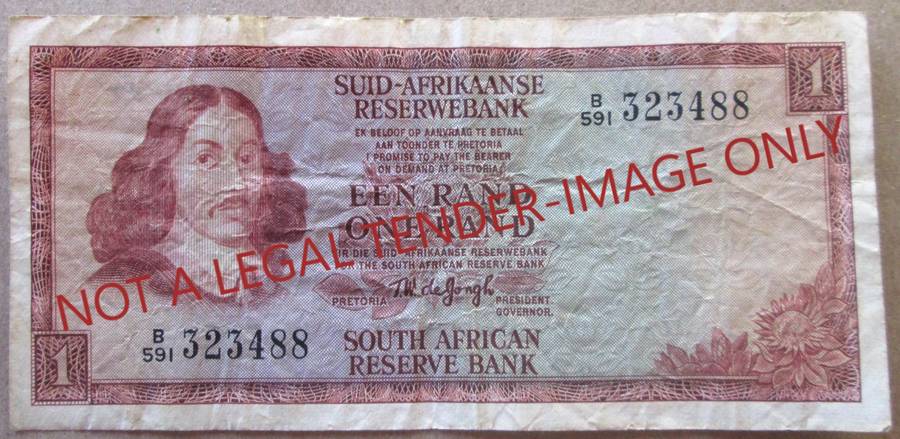 1
SUID-AFRIKAANSE
RESERWEBANK
B
591 323488
EK BELOOF OP AANVRAAG TE BETAAL
AAN TOONDER TE PRETORIA
I PROMISE TO PAY THE BEARER
ON DEMAND AT PRETORIA
EEN RAND
ONE RAND
NOT A LEGAL TENDER-IMAGE ONLY
DIE SUID-AFRIKAANSE RESERWEBANK
THE SOUTH AFRICAN RESERVE BANK
T.W. de Jongh
PRETORIA PRESIDENT
GOVERNOR.
B
591 323488
SOUTH AFRICAN
RESERVE BANK
1